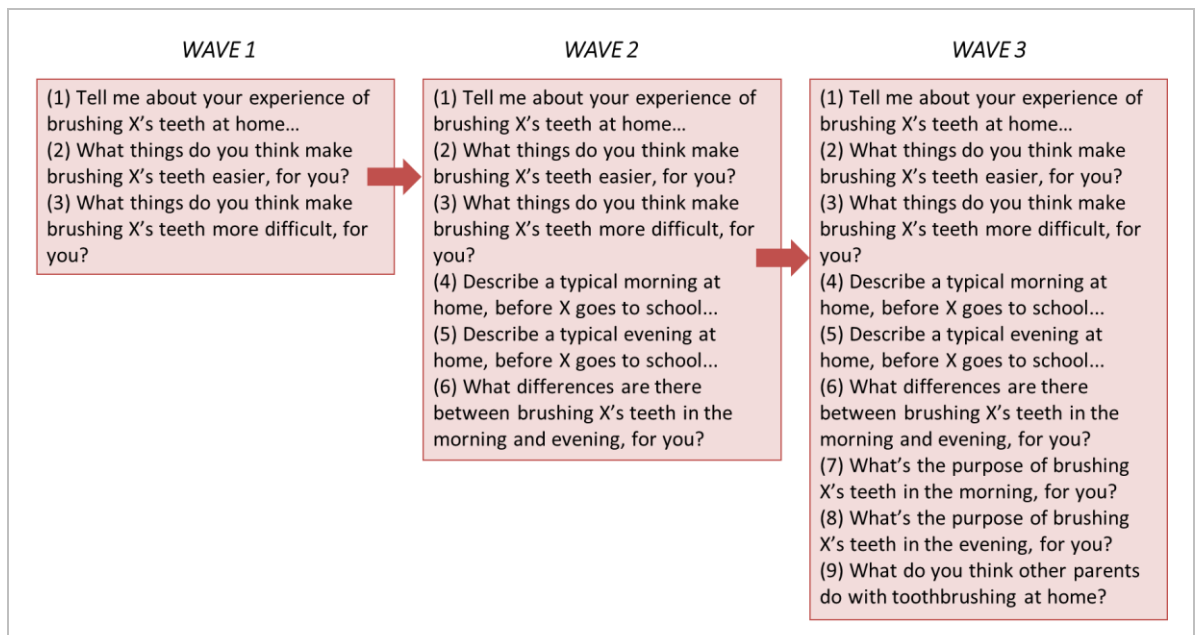 WAVE 1
(1) Tell me about your experience of
brushing X’s teeth at home…
(2) What things do you think make
brushing X’s teeth easier, for you?
(3) What things do you think make
brushing X’s teeth more difficult, for
you?
WAVE 2
(1) Tell me about your experience of
brushing X’s teeth at home…
(2) What things do you think make
brushing X’s teeth easier, for you?
(3) What things do you think make
brushing X’s teeth more difficult, for
you?
(4) Describe a typical morning at
home, before X goes to school…
(5) Describe a typical evening at
home, before X goes to school…
(6) What differences are there
between brushing X’s teeth in the
morning and evening, for you?
WAVE 3
(1) Tell me about your experience of
brushing X’s teeth at home…
(2) What things do you think make
brushing X’s teeth easier, for you?
(3) What things do you think make
brushing X’s teeth more difficult, for
you?
(4) Describe a typical morning at
home, before X goes to school…
(5) Describe a typical evening at
home, before X goes to school…
(6) What differences are there
between brushing X’s teeth in the
morning and evening, for you?
(7) What’s the purpose of brushing
X’s teeth in the morning, for you?
(8) What’s the purpose of brushing
X’s teeth in the evening, for you?
(9) What do you think other parents
do with toothbrushing at home?